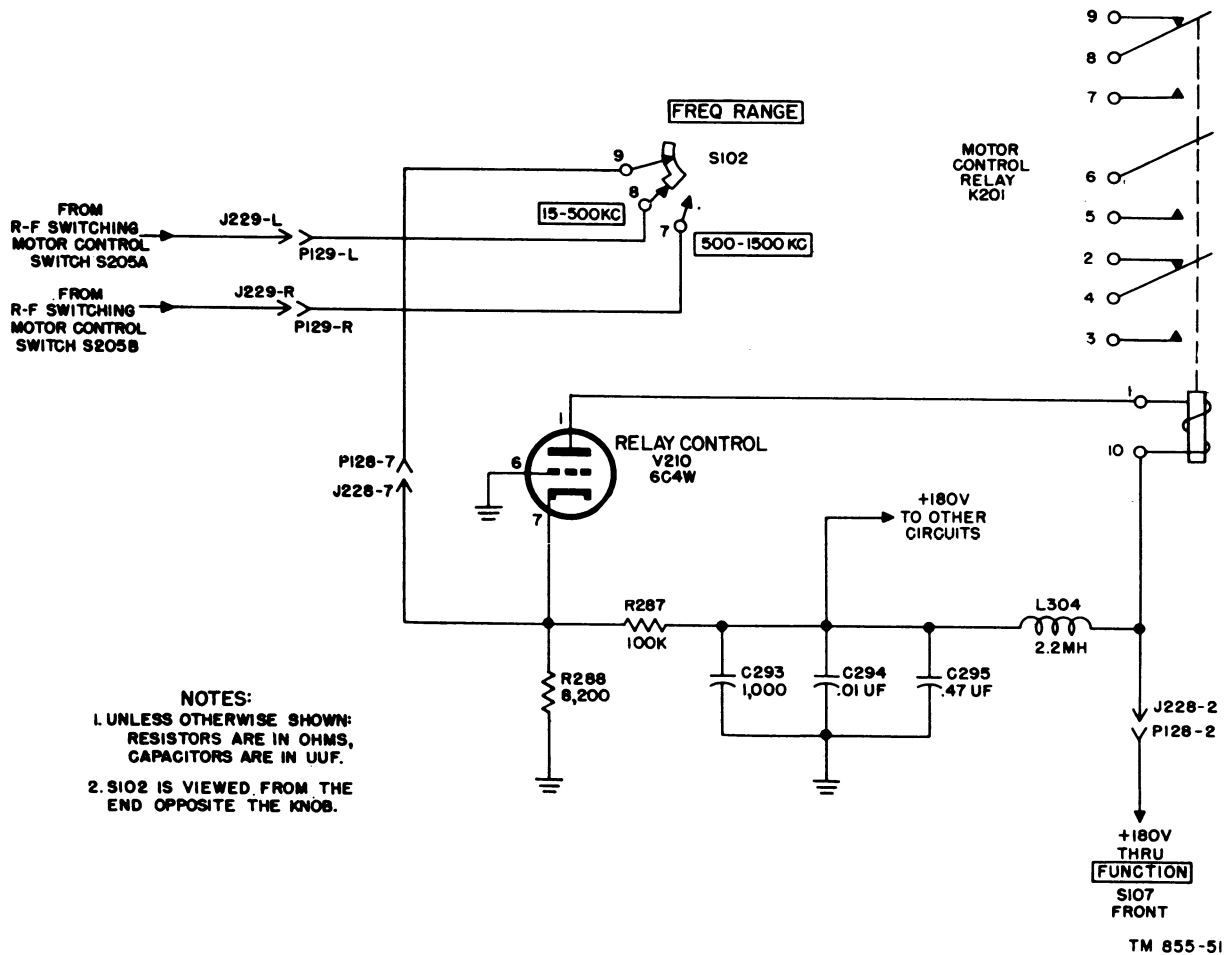 9
8
7
6
5
2
4
3
1
10
MOTOR
CONTROL
RELAY
K201
FREQ RANGE
S102
9
8
7
15-500KC
500-1500 KC
FROM
R-F SWITCHING
MOTOR CONTROL
SWITCH S205A
J229-L
P129-L
FROM
R-F SWITCHING
MOTOR CONTROL
SWITCH S205B
J229-R
P129-R
1
6
7
RELAY CONTROL
V210
6C4W
P128-7
J228-7
+180V
TO OTHER
CIRCUITS
R287
100K
L304
2.2MH
R288
8,200
C293
1,000
C294
.01 UF
C295
.47 UF
J228-2
P128-2
NOTES:
1. UNLESS OTHERWISE SHOWN:
RESISTORS ARE IN OHMS,
CAPACITORS ARE IN UUF.
2. S102 IS VIEWED FROM THE
END OPPOSITE THE KNOB.
+180V
THRU
FUNCTION
S107
FRONT
TM 855-51